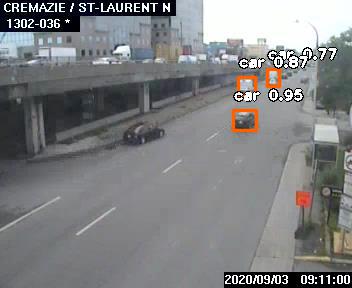 CREMAZIE / ST-LAURENT N
1302-036 *
car 0.77
car 0.87
car 0.95
2020/09/03 09:11:00